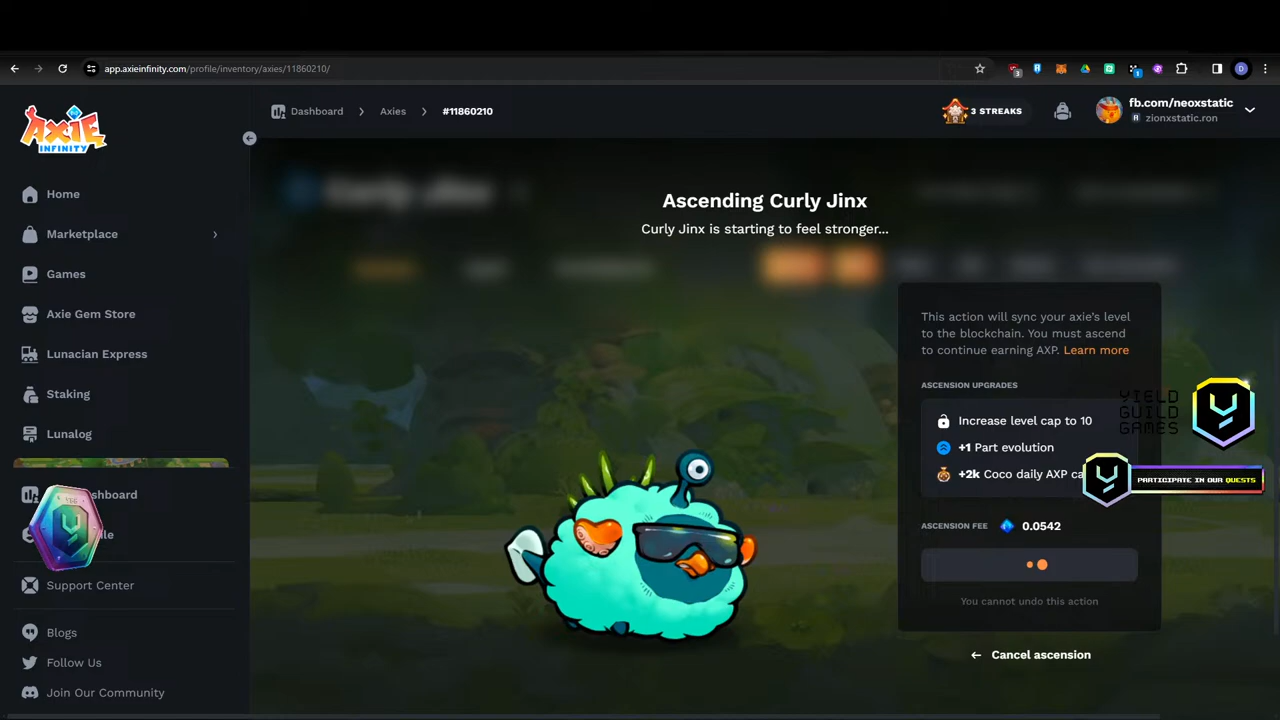 app.axieinfinity.com/profile/inventory/axies/11860210/
AXIE
INFINITY
Dashboard
Axies
#11860210
3 STREAKS
fb.com/neoxstatic
zionxstatic.ron
Home
Marketplace
Games
Axie Gem Store
Lunacian Express
Staking
Lunalog
Support Center
Blogs
Follow Us
Join Our Community
Ascending Curly Jinx
Curly Jinx is starting to feel stronger...
This action will sync your axie's level
to the blockchain. You must ascend
to continue earning AXP. Learn more
ASCENSION UPGRADES
Increase level cap to 10
+1 Part evolution
+2k Coco daily AXP
ASCENSION FEE 0.0542
You cannot undo this action
Cancel ascension
YIELD
GUILD
GAMES
PARTICIPATE IN OUR QUESTS